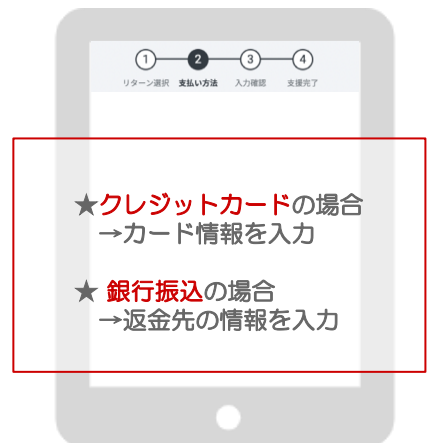 1 2 3 4
リターン選択 支払い方法 入力確認 支援完了
★クレジットカードの場合
→カード情報を入力
★ 銀行振込の場合
→返金先の情報を入力